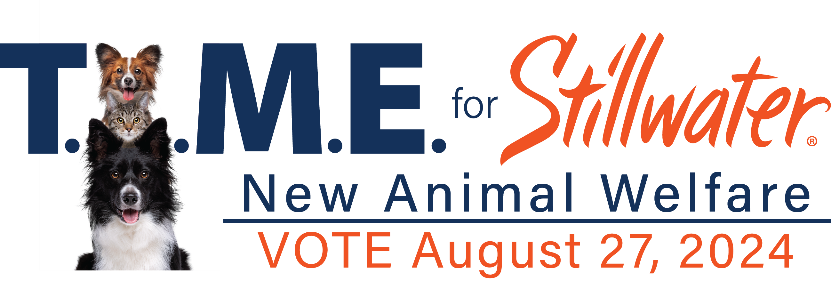 T.I.M.E. for Stillwater®
New Animal Welfare
VOTE August 27, 2024